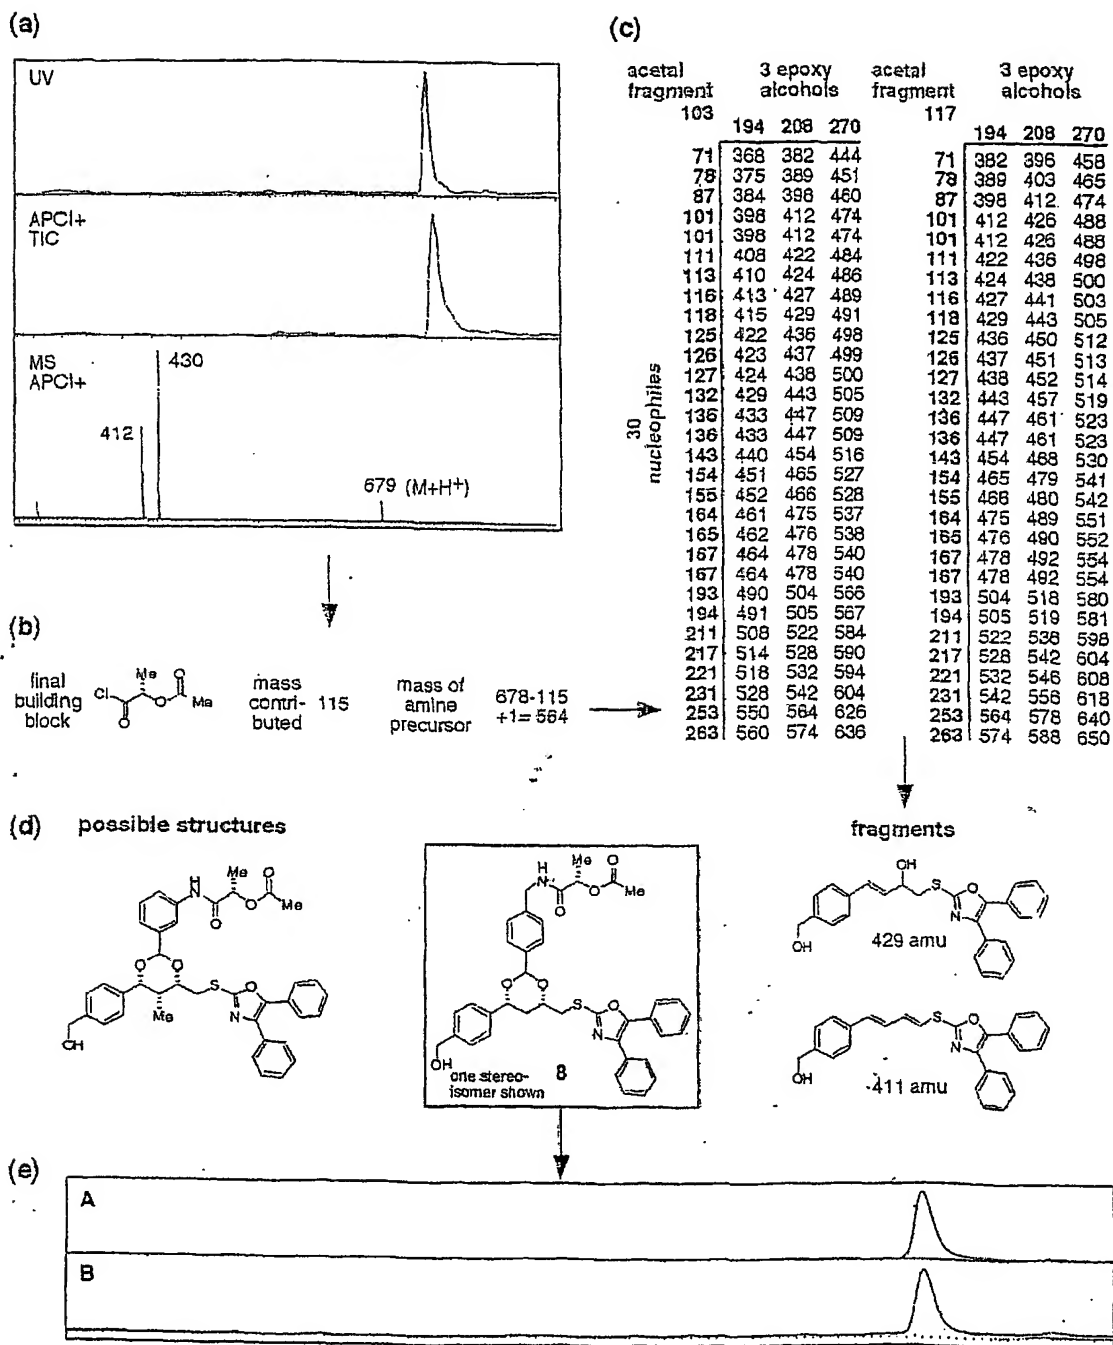 (a)
UV
APCI+
TIC
MS
APCI+
430
412
679 (M+H+)
(b)
final
building
block
Cl
O
Me
O
O
Me
mass
contri-
buted
115
mass of
amine
precursor
678-115
+1= 564
(c)
acetal
fragment
103
3 epoxy
alcohols
194 208 270
30
nucleophiles
71 368 382 444
78 375 389 451
87 384 398 460
101 398 412 474
101 398 412 474
111 408 422 484
113 410 424 486
116 413 427 489
118 415 429 491
125 422 436 498
126 423 437 499
127 424 438 500
132 429 443 505
136 433 447 509
136 433 447 509
143 440 454 516
154 451 465 527
155 452 466 528
164 461 475 537
165 462 476 538
167 464 478 540
167 464 478 540
193 490 504 566
194 491 505 567
211 508 522 584
217 514 528 590
221 518 532 594
231 528 542 604
253 550 564 626
263 560 574 636
acetal
fragment
117
3 epoxy
alcohols
194 208 270
71 382 396 458
78 389 403 465
87 398 412 474
101 412 426 488
101 412 426 488
111 422 436 498
113 424 438 500
116 427 441 503
118 429 443 505
125 436 450 512
126 437 451 513
127 438 452 514
132 443 457 519
136 447 461 523
136 447 461 523
143 454 468 530
154 465 479 541
155 466 480 542
164 475 489 551
165 476 490 552
167 478 492 554
167 478 492 554
193 504 518 580
194 505 519 581
211 522 536 598
217 528 542 604
221 532 546 608
231 542 556 618
253 564 578 640
263 574 588 650
(d) possible structures
H
N
Me
O
O
O
Me
O O
S
O
N
Me
OH
H
N
Me
O
O
O
Me
O O
S
O
N
OH
one stereo-
isomer shown
8
fragments
OH
S
O
N
OH
429 amu
S
O
N
OH
411 amu
(e)
A
B